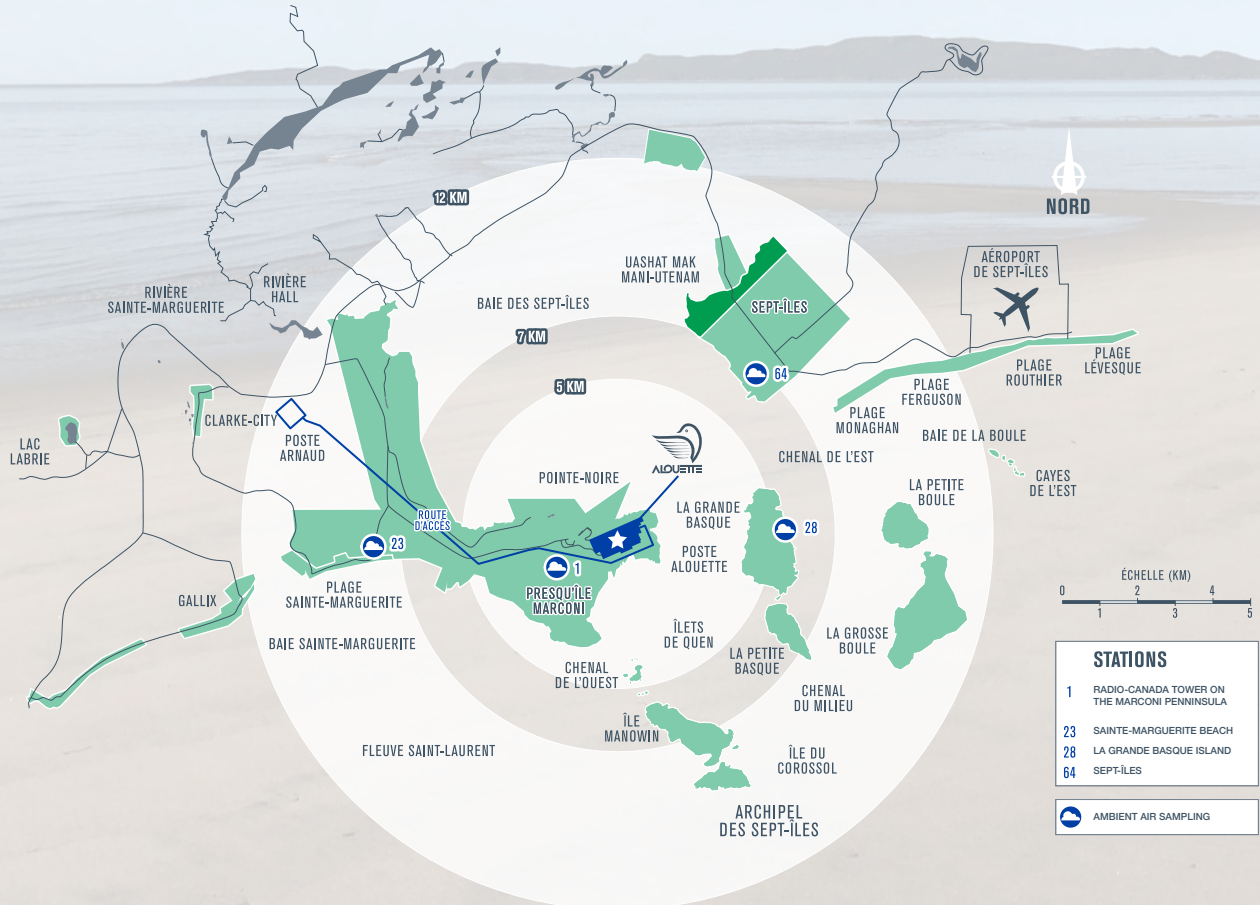 12 KM
NORD
UASHAT MAK
MANI-UTENAM
AÉROPORT
DE SEPT-ÎLES
RIVIÈRE
SAINTE-MARGUERITE
RIVIÈRE
HALL
BAIE DES SEPT-ÎLES
SEPT-ÎLES
7 KM
5 KM
64
PLAGE
LÉVESQUE
PLAGE
ROUTHIER
PLAGE
FERGUSON
PLAGE
MONAGHAN
CLARKE-CITY
POSTE
ARNAUD
LAC
LABRIE
BAIE DE LA BOULE
CHENAL DE L'EST
CAYES
DE L'EST
ALOUETTE
POINTE-NOIRE
LA PETITE
BOULE
LA GRANDE
BASQUE
ROUTE
D'ACCÈS
28
23
POSTE
ALOUETTE
1
PRESQU'ÎLE
MARCONI
PLAGE
SAINTE-MARGUERITE
GALLIX
BAIE SAINTE-MARGUERITE
ÎLETS
DE QUEN
LA GROSSE
BOULE
LA PETITE
BASQUE
CHENAL
DE L'OUEST
CHENAL
DU MILIEU
ÎLE
MANOWIN
FLEUVE SAINT-LAURENT
ÎLE DU
COROSSOL
ARCHIPEL
DES SEPT-ÎLES
ÉCHELLE (KM)
0 2 4
1 3 5
STATIONS
1 RADIO-CANADA TOWER ON
THE MARCONI PENNINSULA
23 SAINTE-MARGUERITE BEACH
28 LA GRANDE BASQUE ISLAND
64 SEPT-ÎLES
AMBIENT AIR SAMPLING